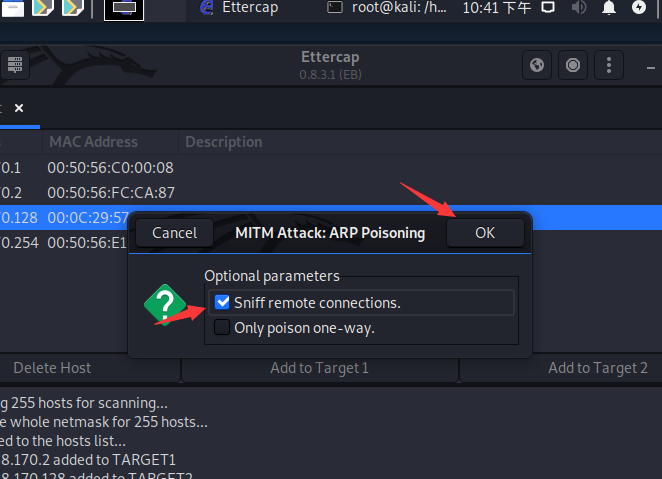 Ettercap
root@kali: /h...
10:41 下午
Ettercap
0.8.3.1 (EB)
MAC Address
Description
0.1
00:50:56:C0:00:08
0.2
00:50:56:FC:CA:87
0.128
00:0C:29:57
0.254
00:50:56:E1
Cancel
MITM Attack: ARP Poisoning
OK
Optional parameters
Sniff remote connections.
Only poison one-way.
Delete Host
Add to Target 1
Add to Target 2
g 255 hosts for scanning...
e whole netmask for 255 hosts...
ed to the hosts list...
8.170.2 added to TARGET1
8.170.128 added to TARGET2